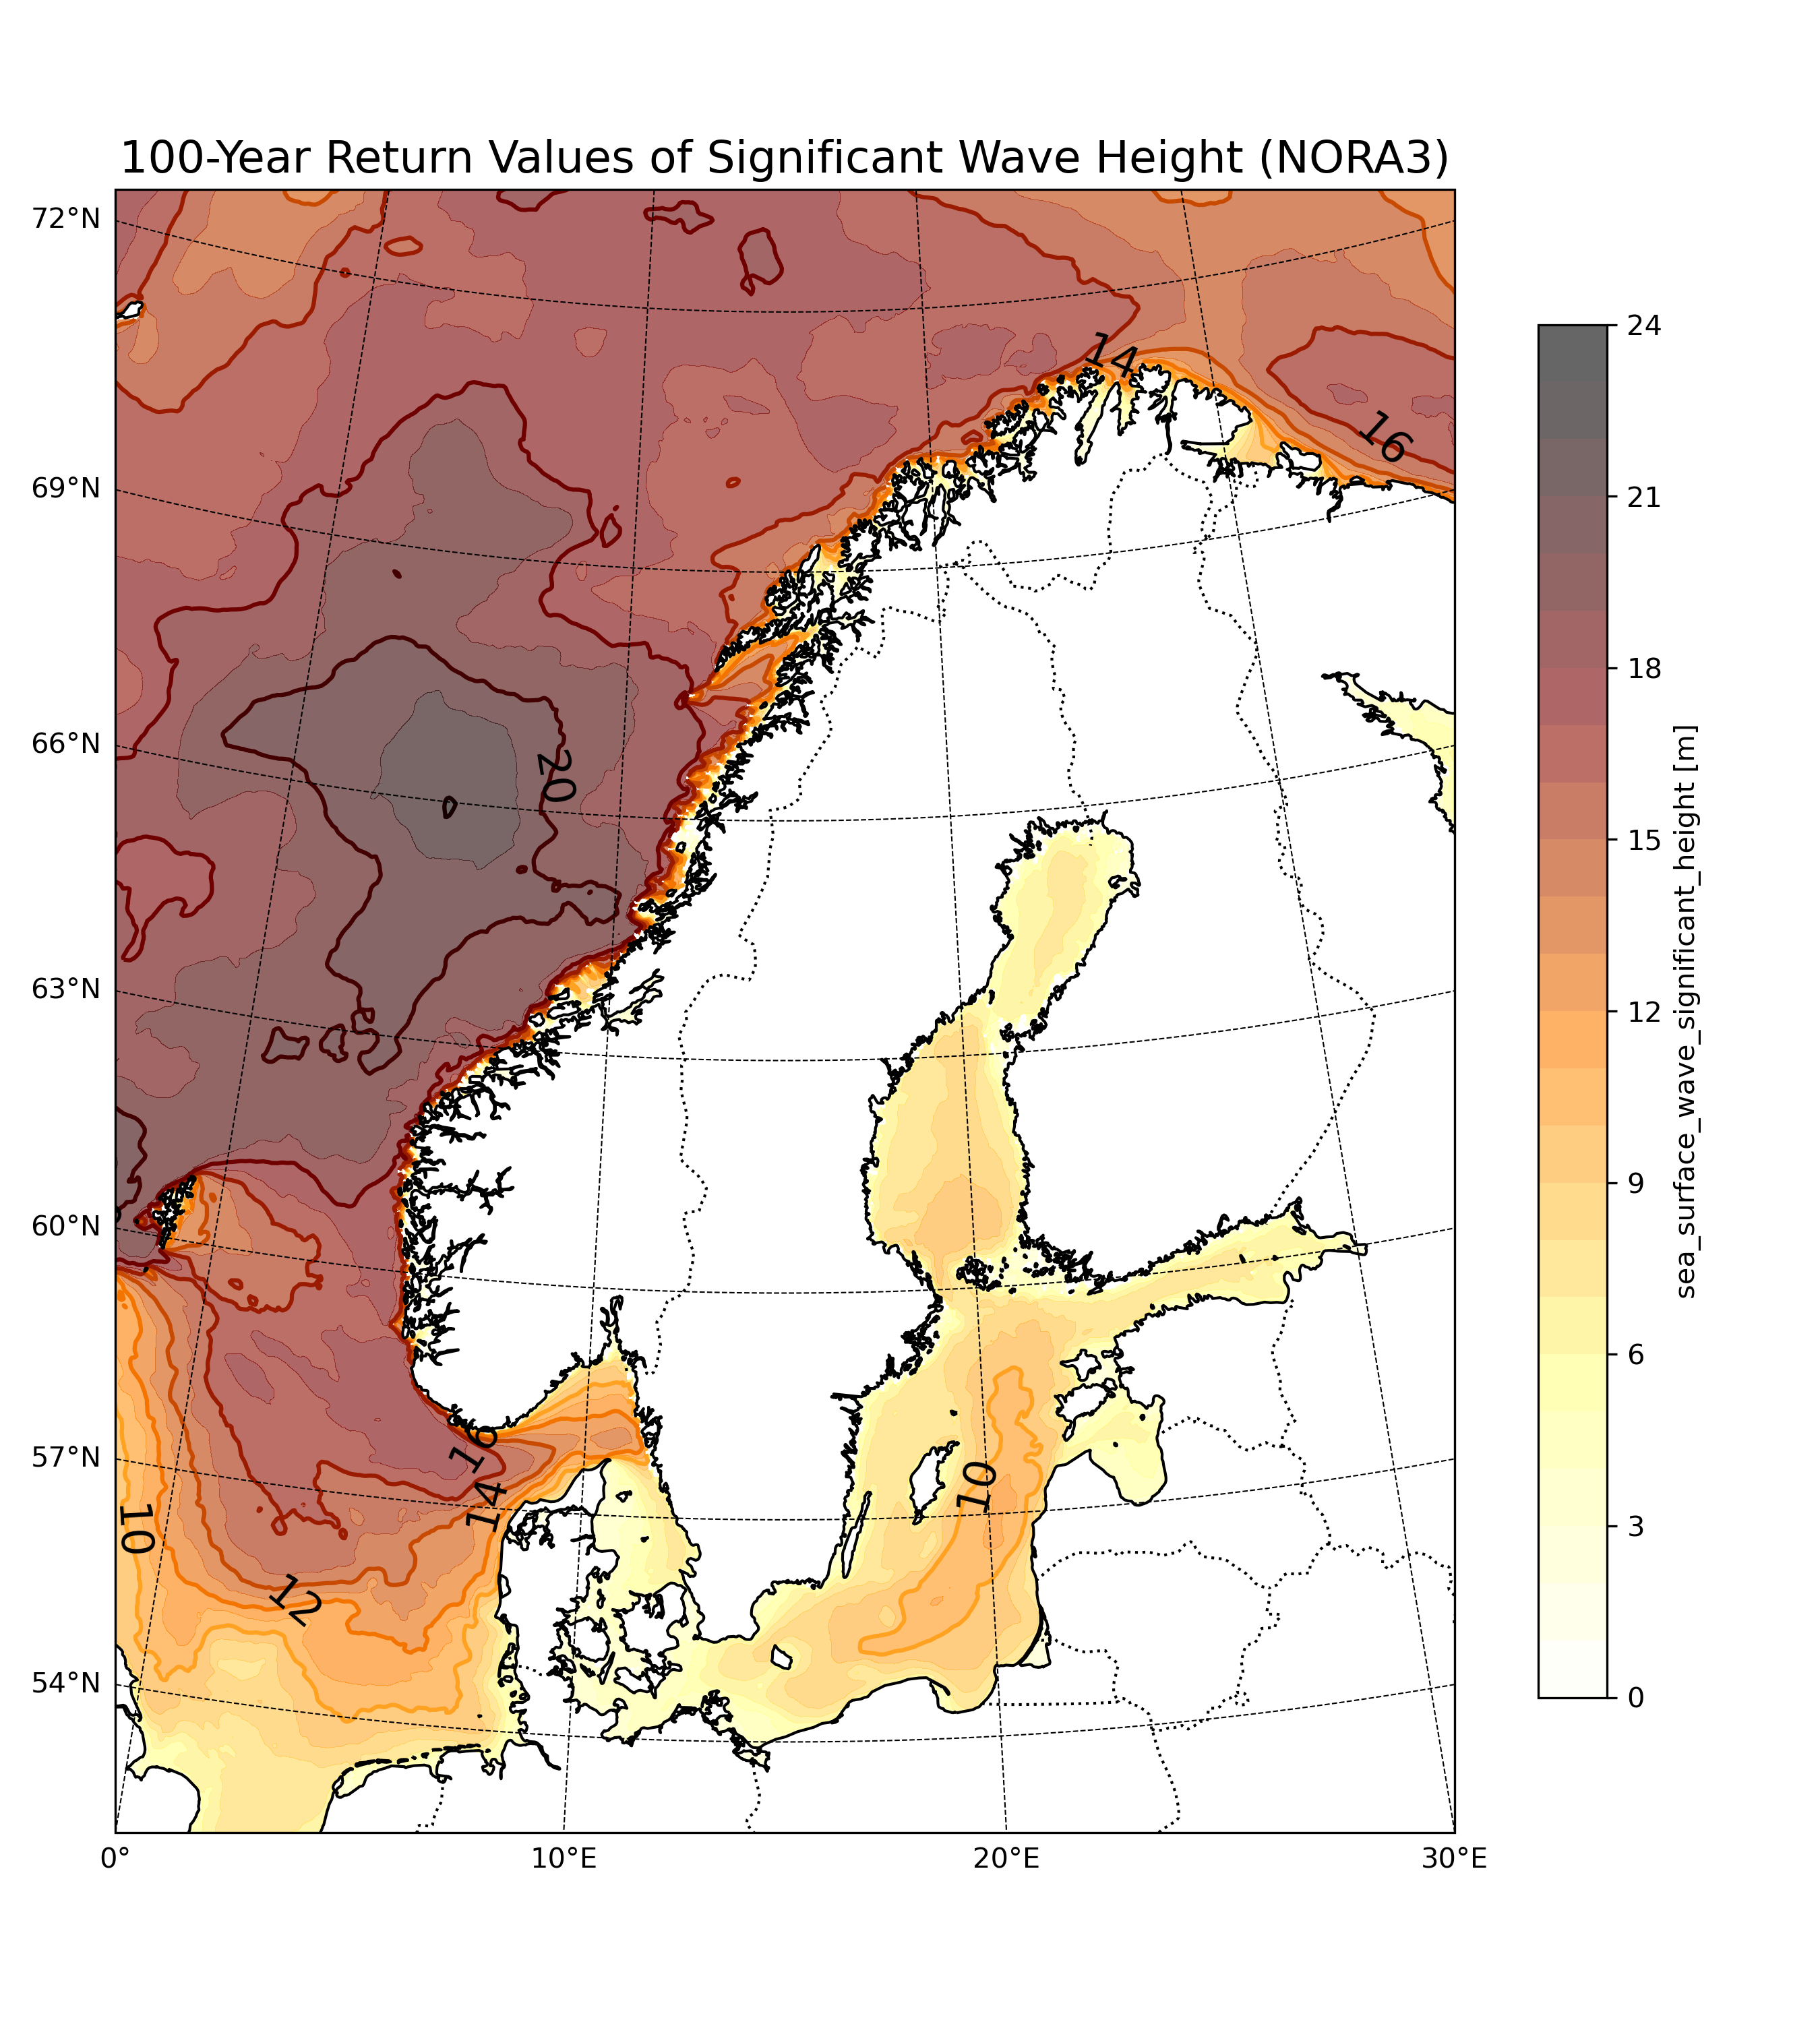 100-Year Return Values of Significant Wave Height (NORA3)
72°N
69°N
66°N
63°N
60°N
57°N
54°N
0°
10°E
20°E
30°E
14
16
20
16
14
10
10
12
24
21
18
15
12
9
6
3
0
sea_surface_wave_significant_height [m]